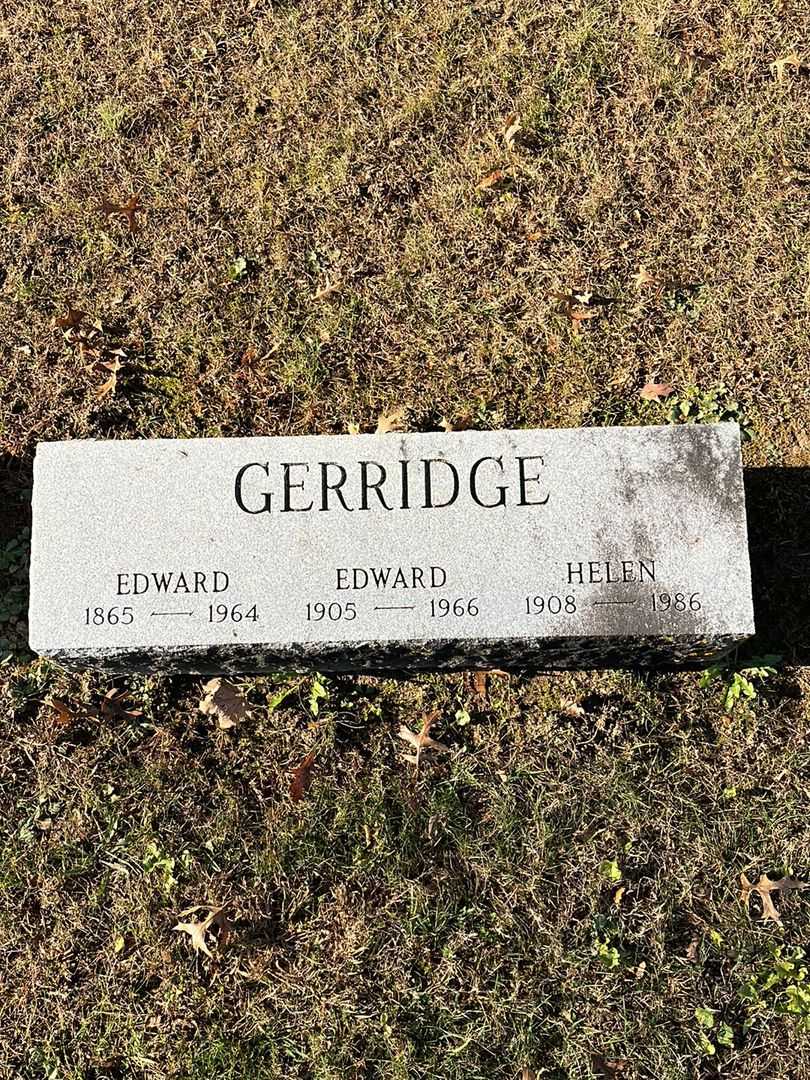 GERRIDGE
EDWARD EDWARD HELEN
1865 — 1964 1905 — 1966 1908 — 1986